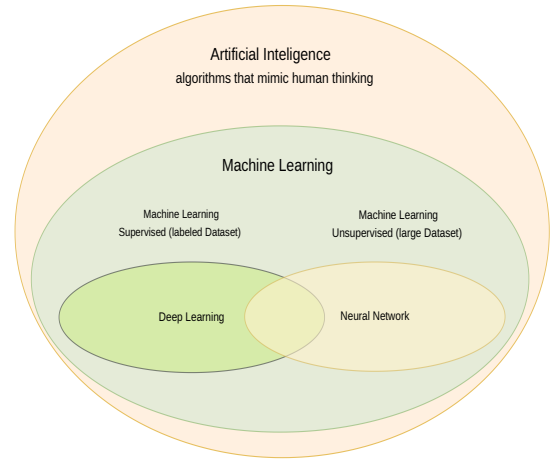 Artificial Inteligence
algorithms that mimic human thinking
Machine Learning
Machine Learning
Supervised (labeled Dataset)
Machine Learning
Unsupervised (large Dataset)
Deep Learning
Neural Network